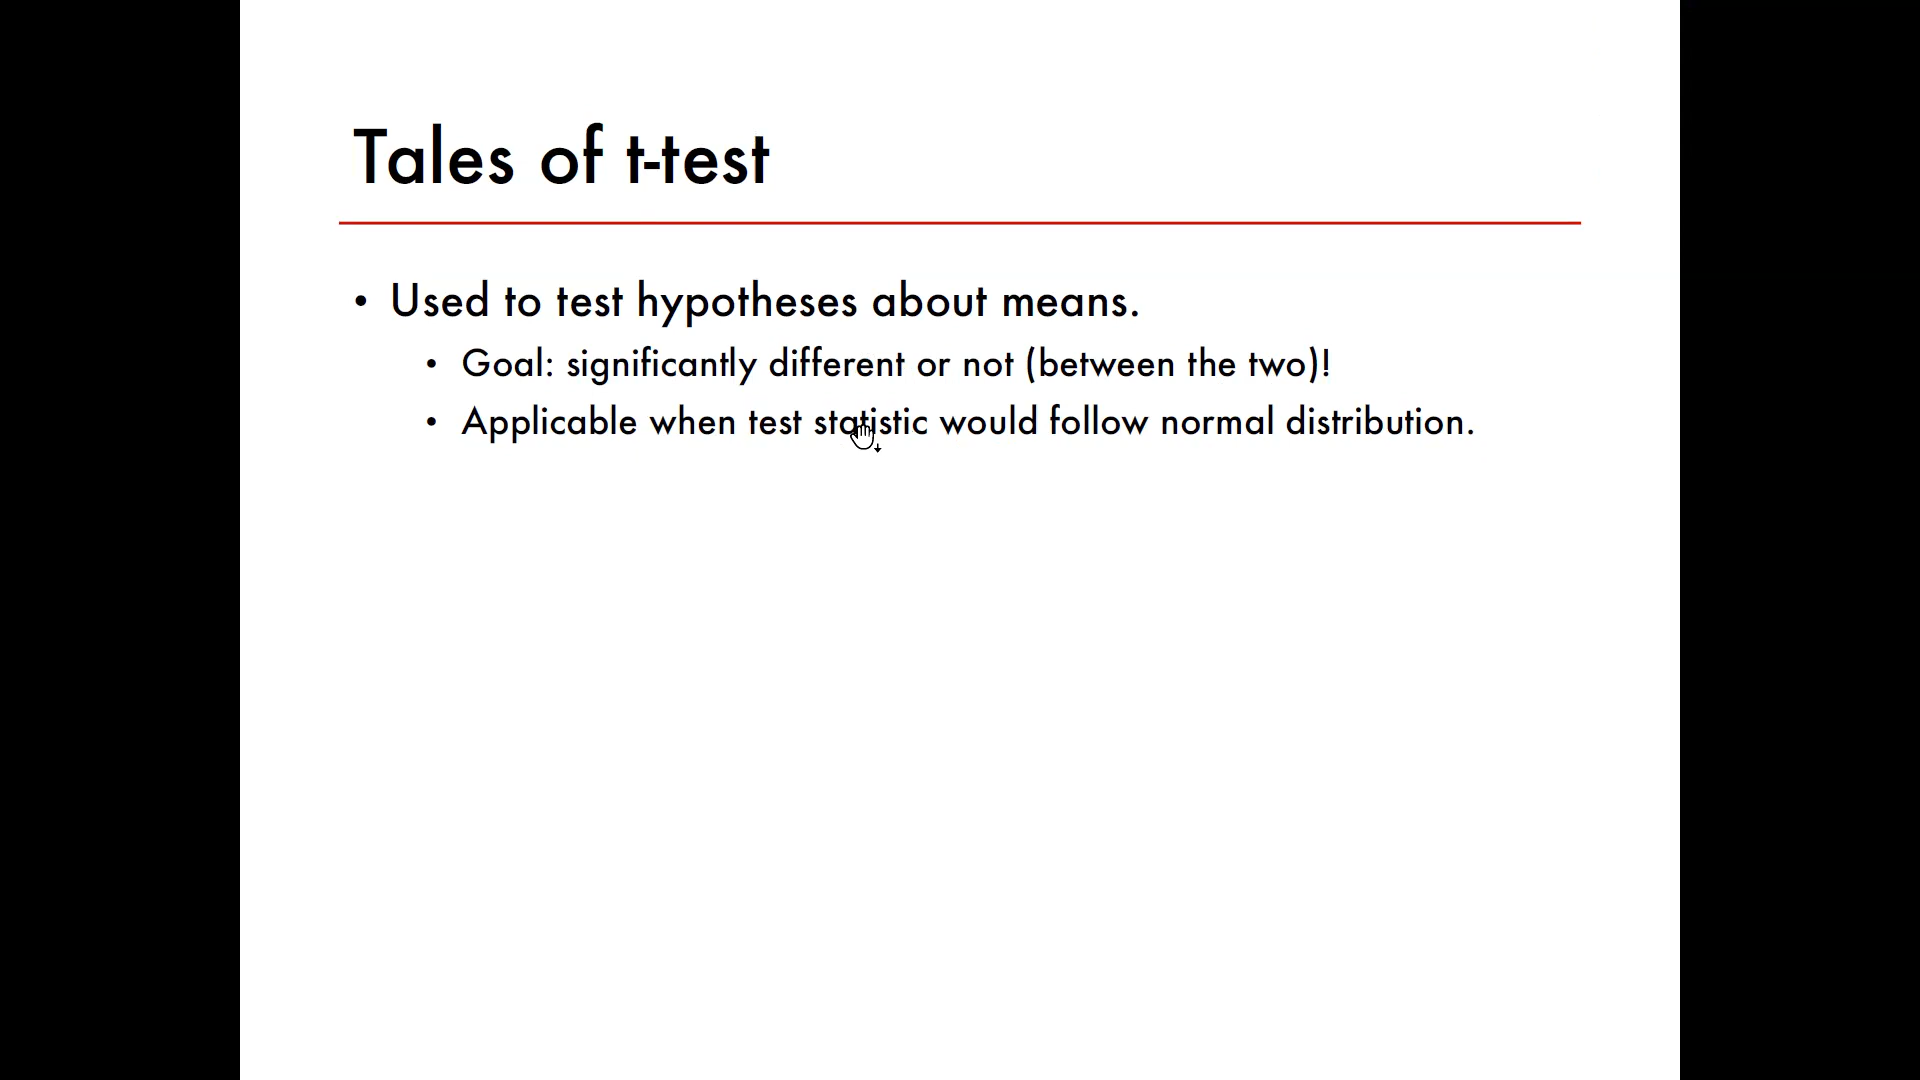 Tales of t-test
• Used to test hypotheses about means.
• Goal: significantly different or not (between the two)!
• Applicable when test statistic would follow normal distribution.